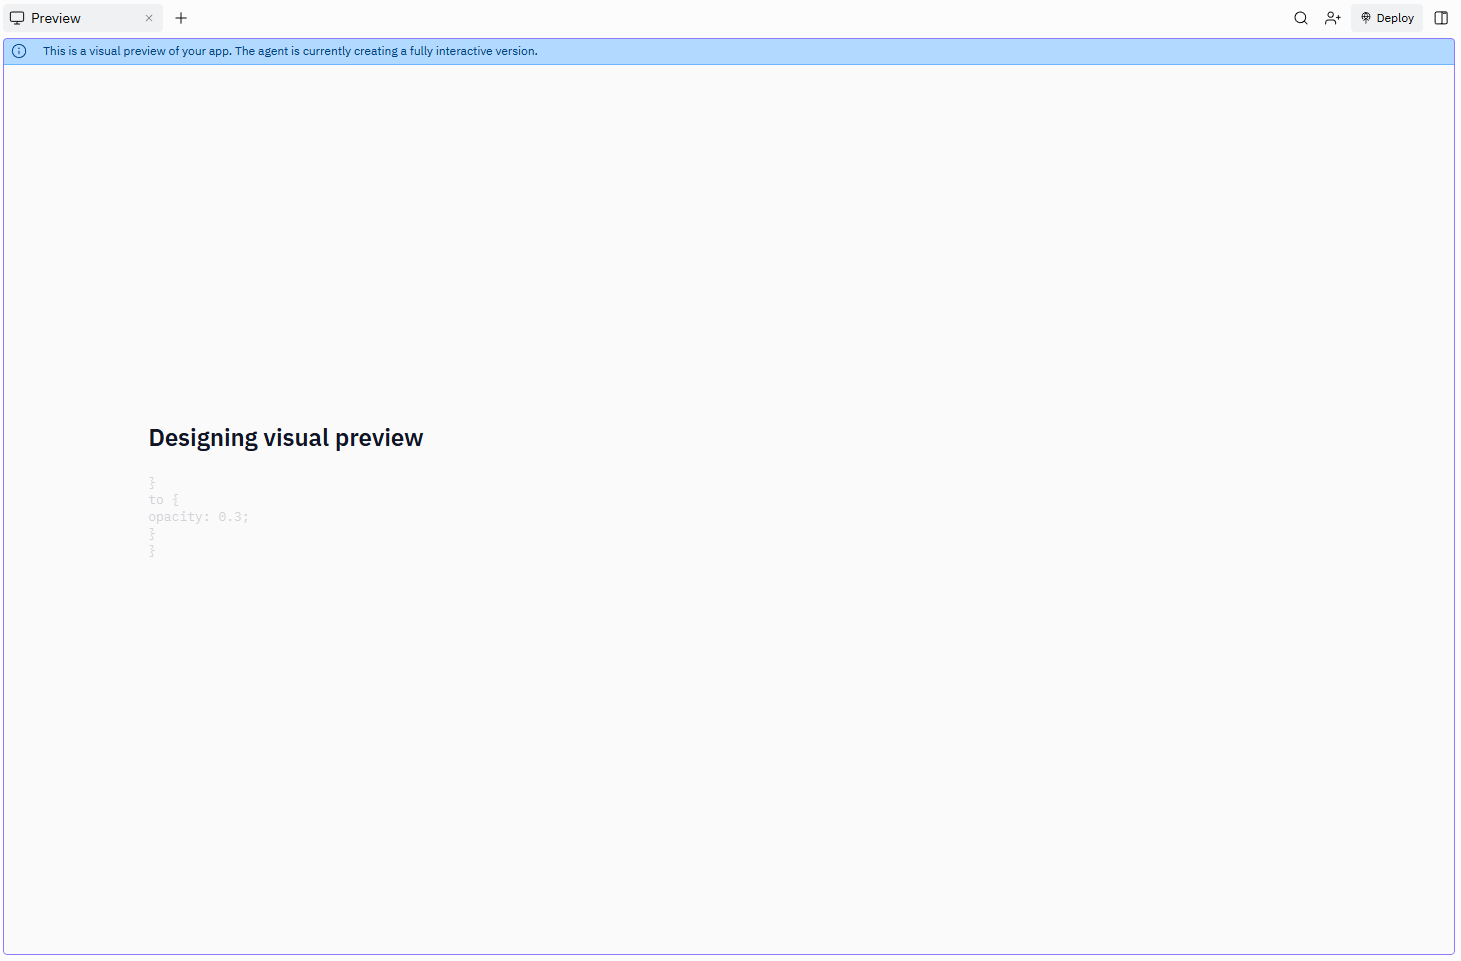 Preview
Deploy
This is a visual preview of your app. The agent is currently creating a fully interactive version.
Designing visual preview
}
to {
opacity: 0.3;
}
}